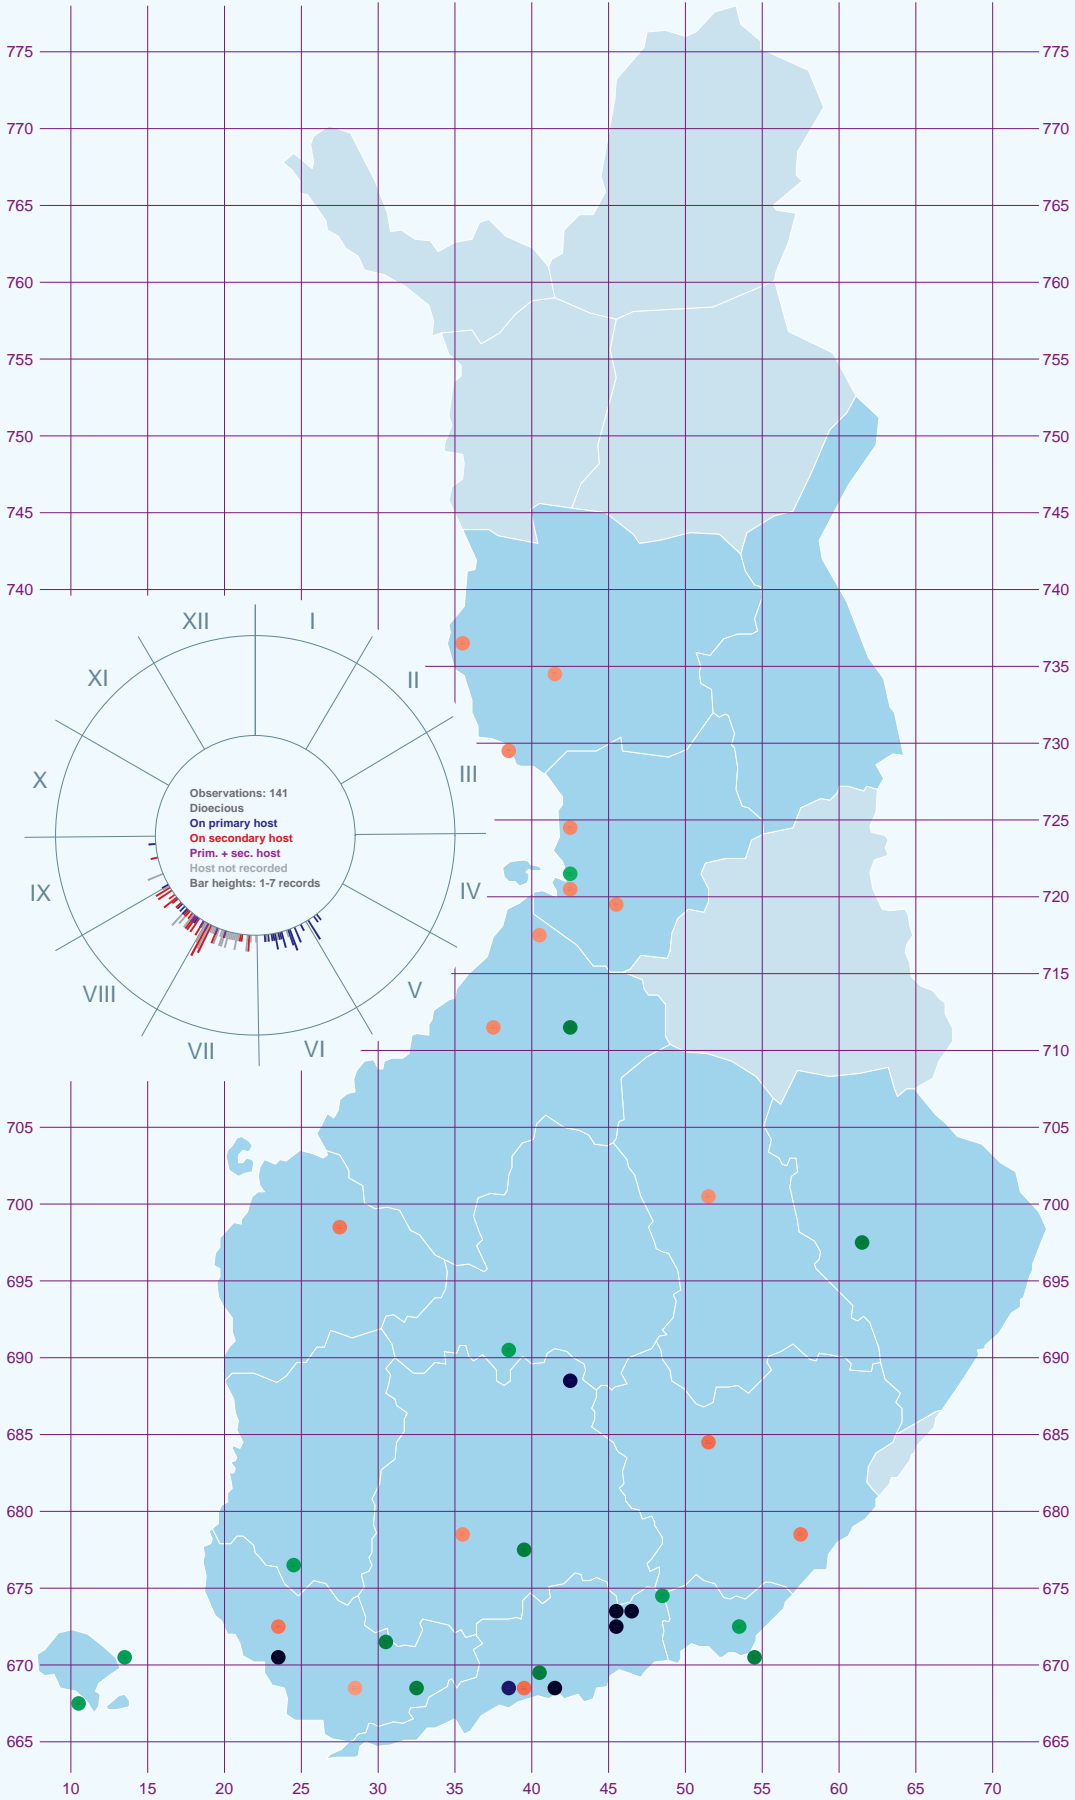 775 775
770 770
765 765
760 760
755 755
750 750
745 745
740 740
XII I
735
XI II
730
X III
Observations: 141
Dioecious
On primary host
725
On secondary host
Prim. + sec. host
Host not recorded
Bar heights: 1-7 records
IX IV
720
715
VIII V
VII VI
710
705 705
700 700
695 695
690 690
685 685
680 680
675 675
670 670
665 665
10 15 20 25 30 35 40 45 50 55 60 65 70